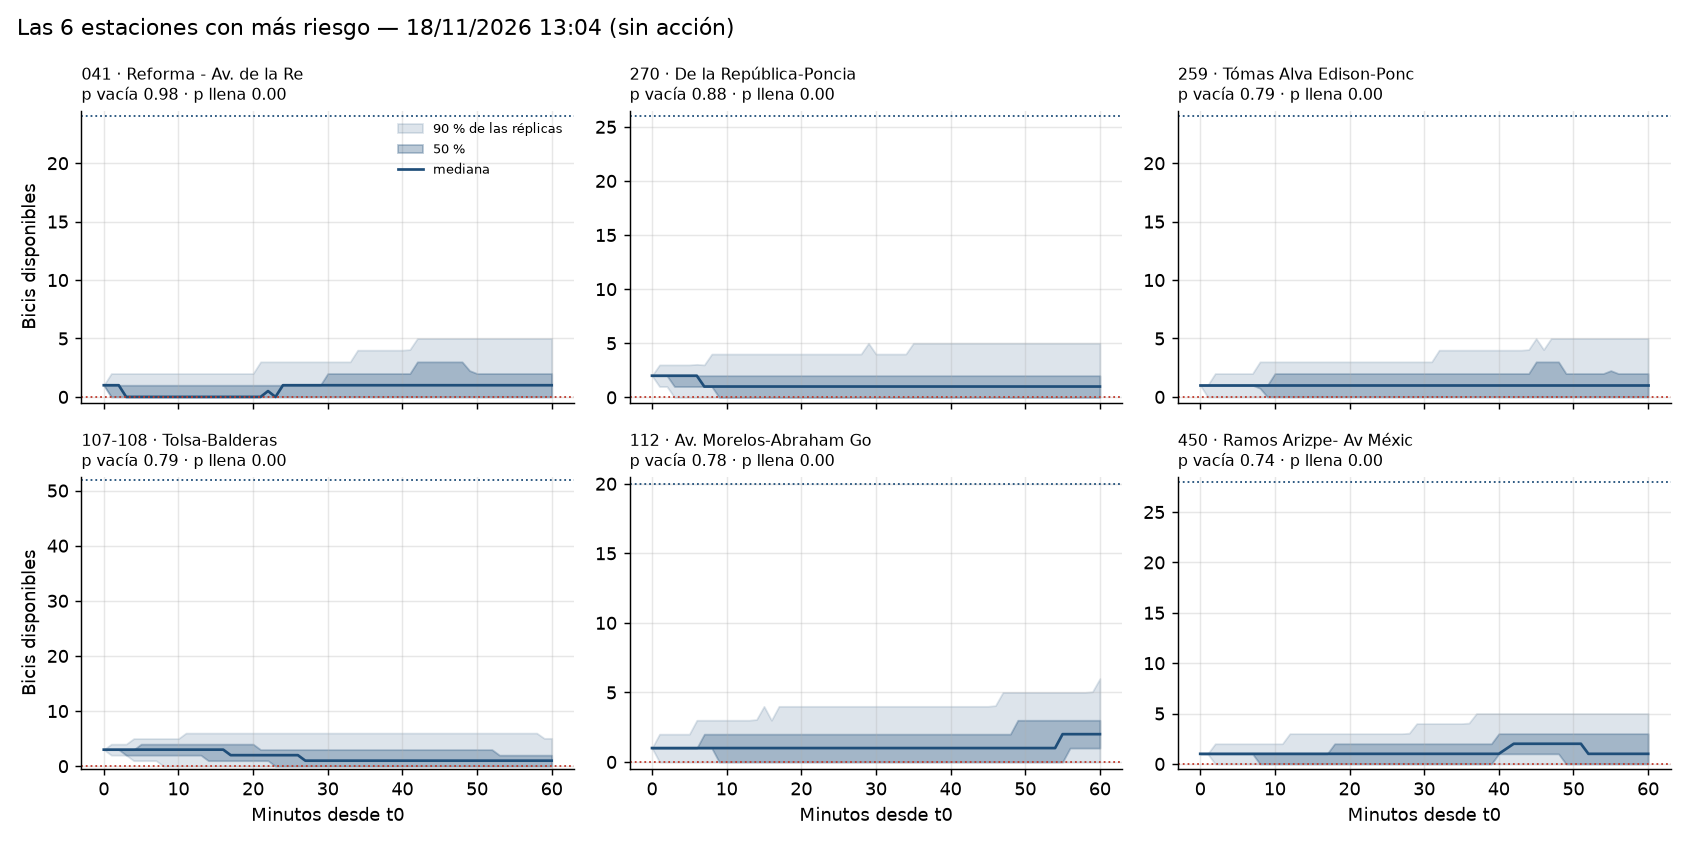 Las 6 estaciones con más riesgo — 18/11/2026 13:04 (sin acción)
041 · Reforma - Av. de la Re
p vacía 0.98 · p llena 0.00
270 · De la República-Poncia
p vacía 0.88 · p llena 0.00
259 · Tómas Alva Edison-Ponc
p vacía 0.79 · p llena 0.00
Bicis disponibles
20
15
10
5
0
90 % de las réplicas
50 %
mediana
25
20
15
10
5
0
20
15
10
5
0
107-108 · Tolsa-Balderas
p vacía 0.79 · p llena 0.00
112 · Av. Morelos-Abraham Go
p vacía 0.78 · p llena 0.00
450 · Ramos Arizpe- Av Méxic
p vacía 0.74 · p llena 0.00
Bicis disponibles
50
40
30
20
10
0
0 10 20 30 40 50 60
Minutos desde t0
20
15
10
5
0
0 10 20 30 40 50 60
Minutos desde t0
25
20
15
10
5
0
0 10 20 30 40 50 60
Minutos desde t0